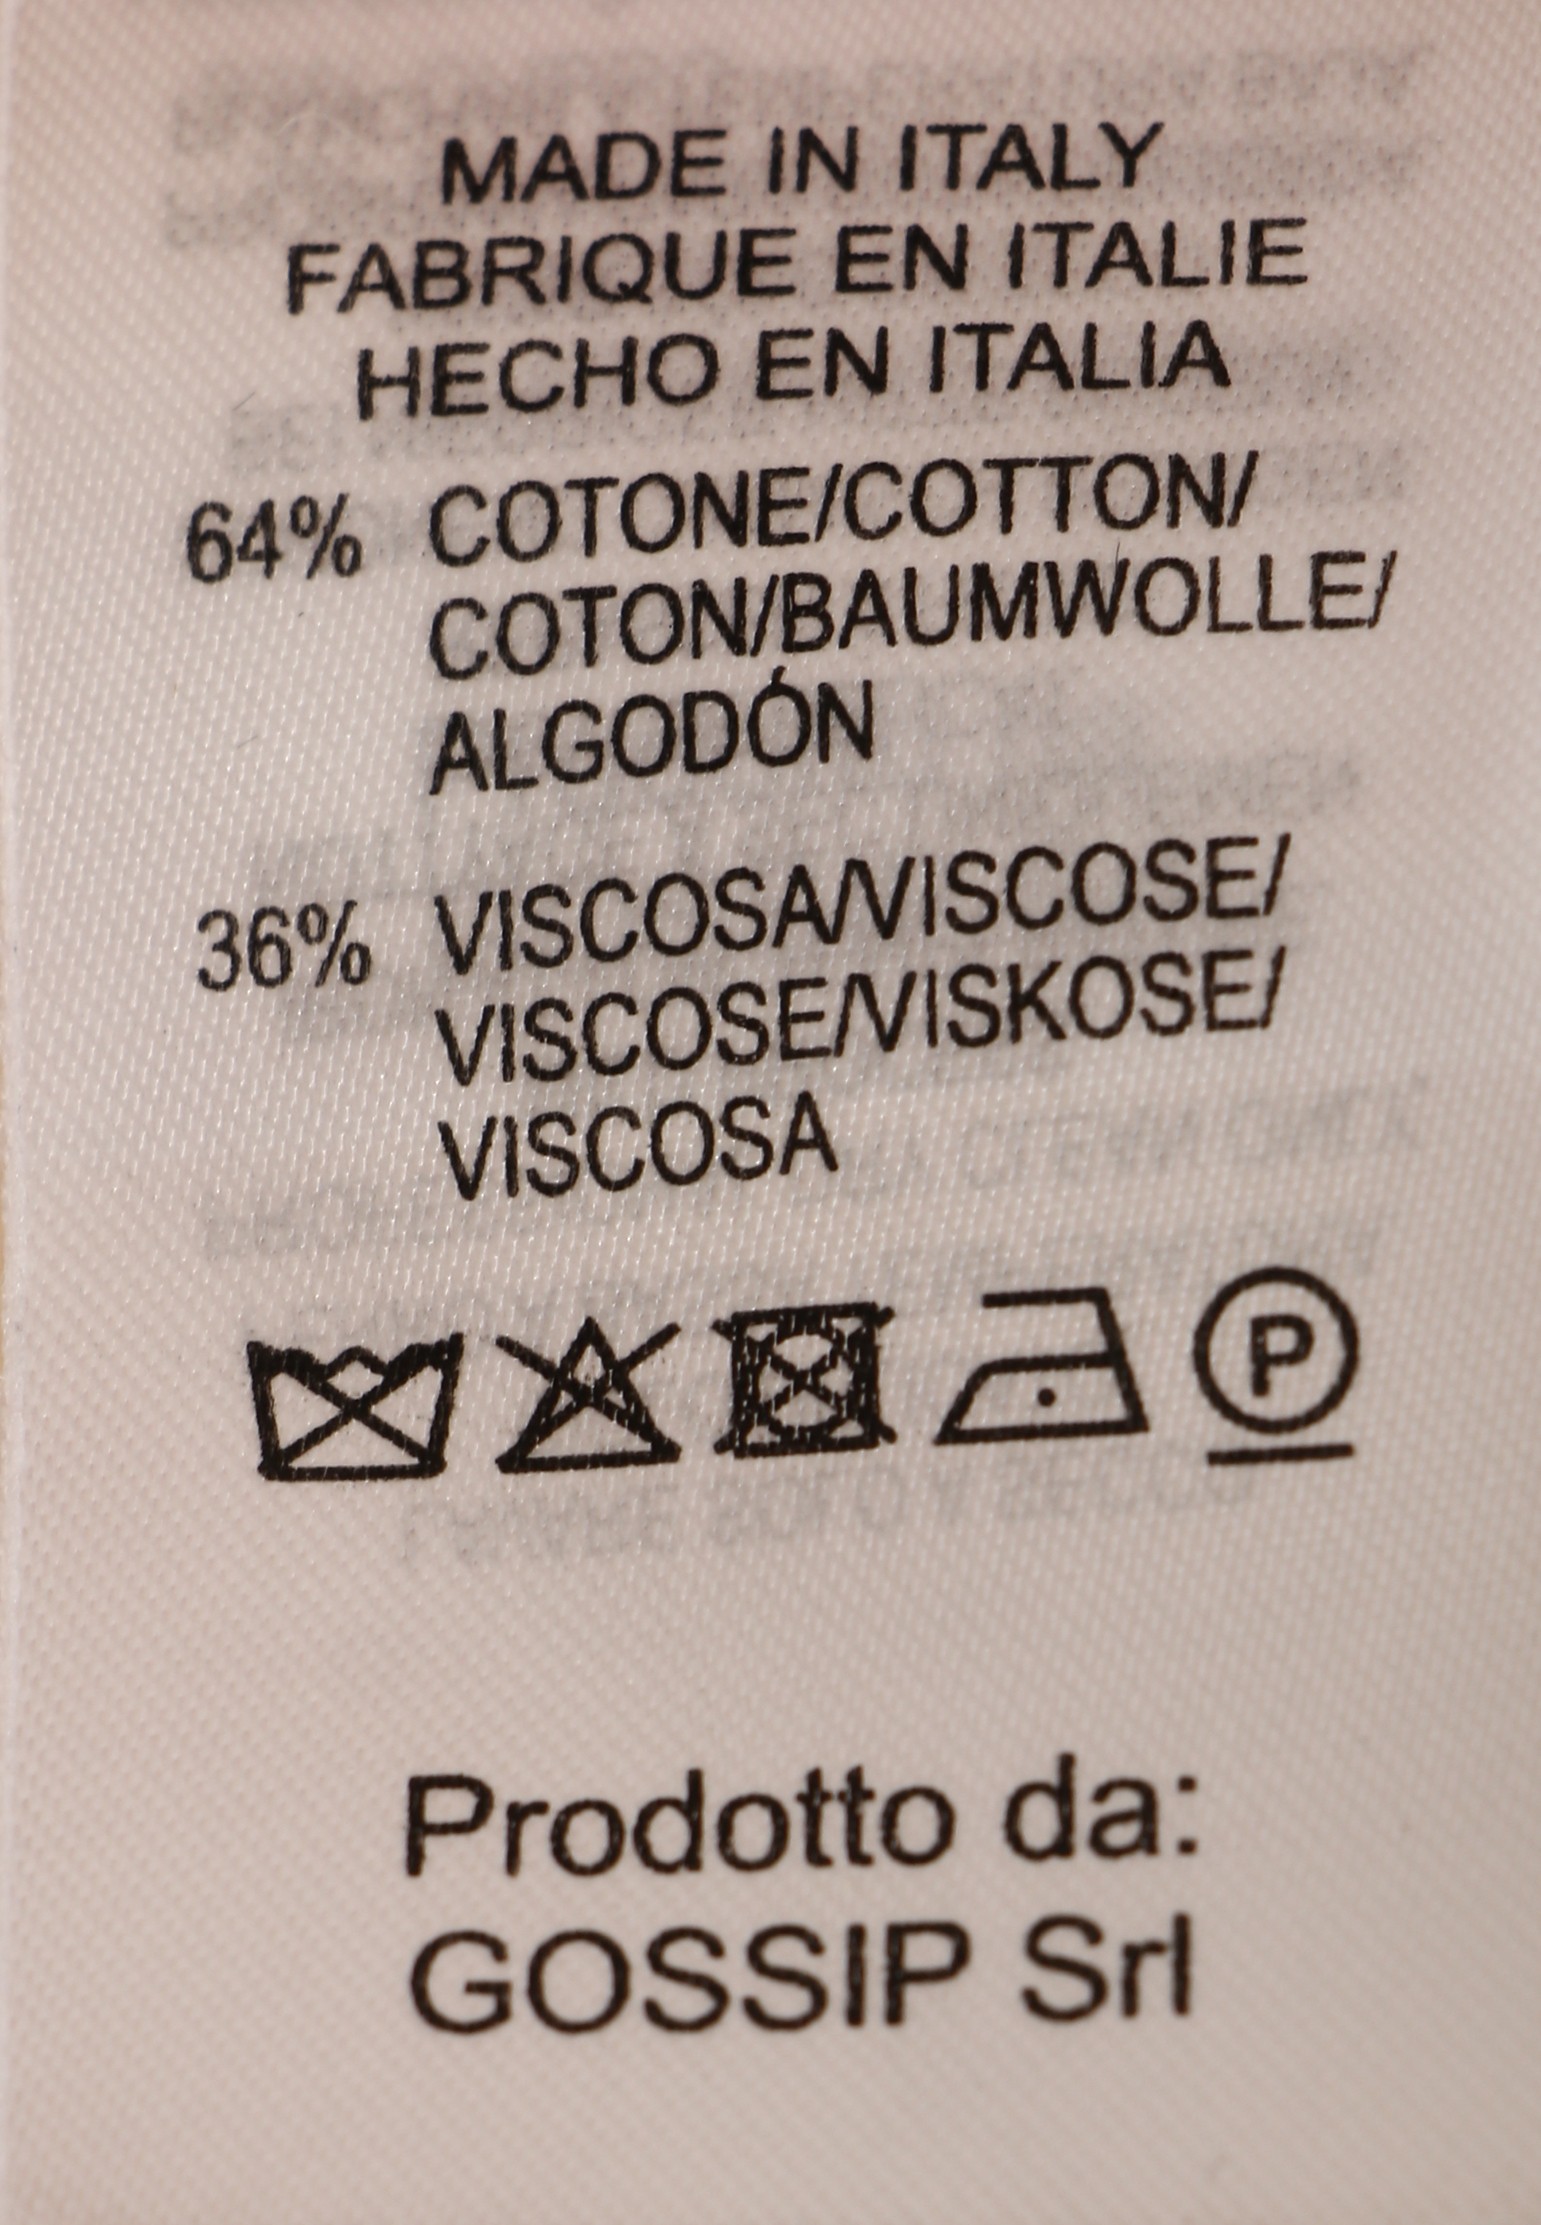 MADE IN ITALY
FABRIQUE EN ITALIE
HECHO EN ITALIA
64% COTONE/COTTON/
COTON/BAUMWOLLE/
ALGODÓN
36% VISCOSA/VISCOSE/
VISCOSE/VISKOSE/
VISCOSA
P
Prodotto da:
GOSSIP Srl